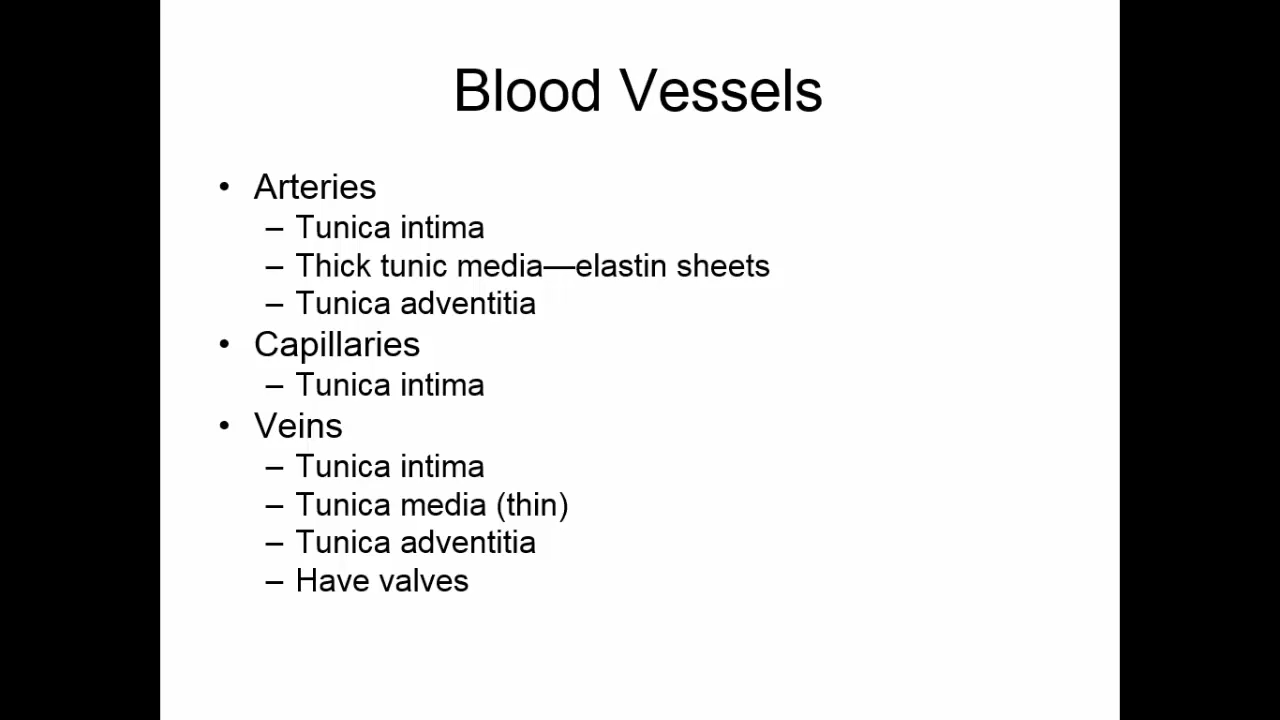 Blood Vessels
• Arteries
– Tunica intima
– Thick tunic media—elastin sheets
– Tunica adventitia
• Capillaries
– Tunica intima
• Veins
– Tunica intima
– Tunica media (thin)
– Tunica adventitia
– Have valves